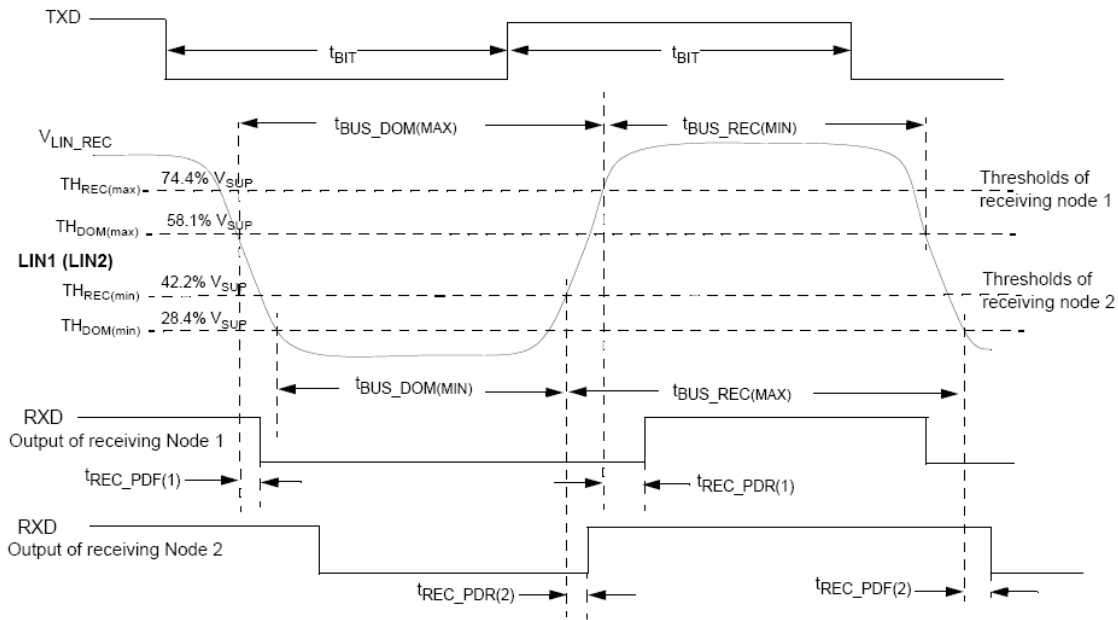 TXD
tBIT
tBIT
tBUS_DOM(MAX)
tBUS_REC(MIN)
VLIN_REC
THREC(max)
74.4% VSUP
Thresholds of
receiving node 1
THDOM(max)
58.1% VSUP
LIN1 (LIN2)
THREC(min)
42.2% VSUP
Thresholds of
receiving node 2
THDOM(min)
28.4% VSUP
tBUS_DOM(MIN)
tBUS_REC(MAX)
RXD
Output of receiving Node 1
tREC_PDF(1)
tREC_PDR(1)
RXD
Output of receiving Node 2
tREC_PDR(2)
tREC_PDF(2)